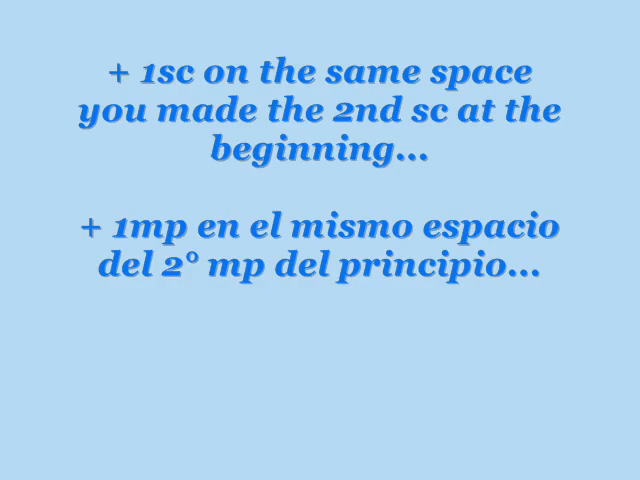 + 1sc on the same space
you made the 2nd sc at the
beginning...
+ 1mp en el mismo espacio
del 2° mp del principio...